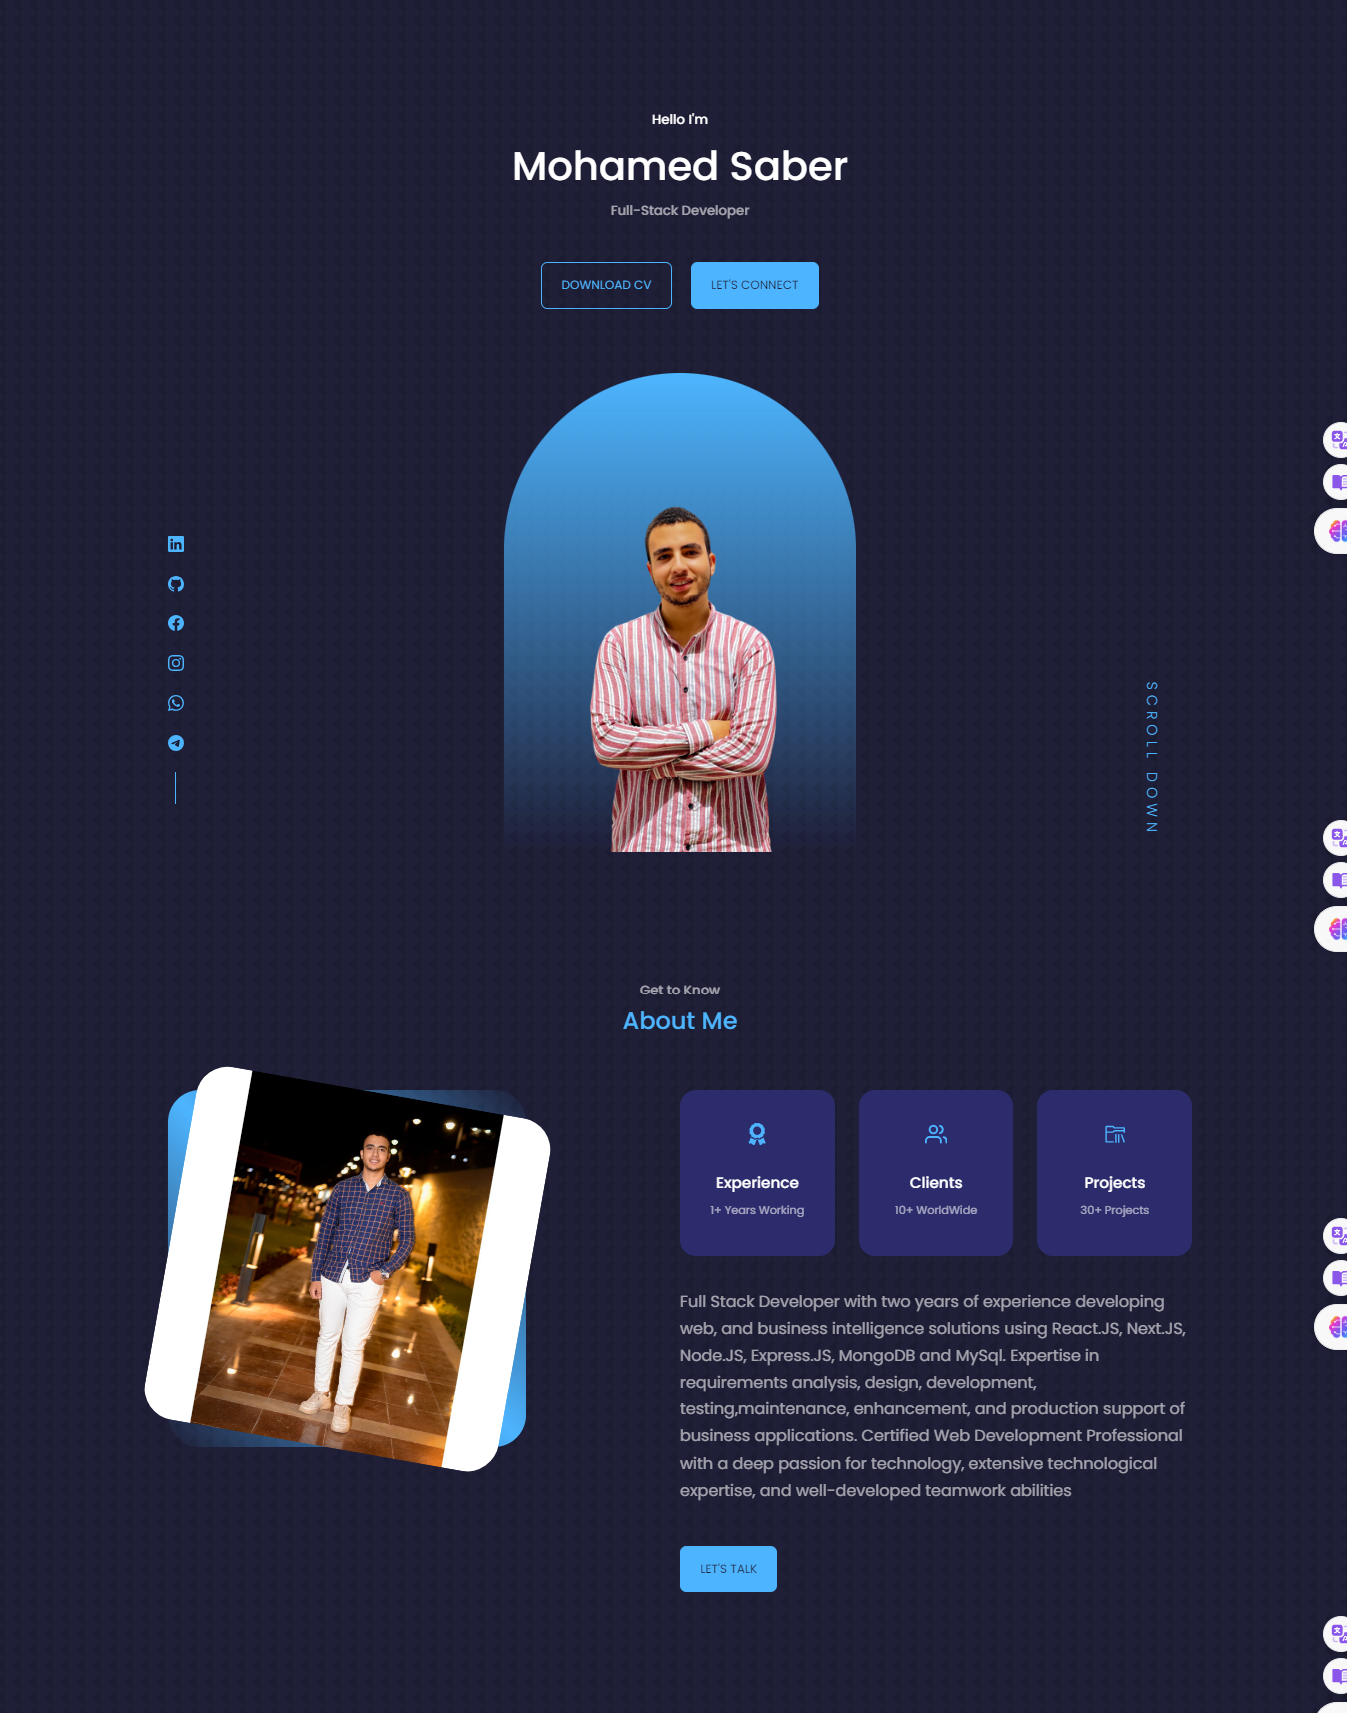 Hello I'm
Mohamed Saber
Full-Stack Developer
DOWNLOAD CV
LET'S CONNECT
SCROLL DOWN
Get to Know
About Me
Experience
1+ Years Working
Clients
10+ WorldWide
Projects
30+ Projects
Full Stack Developer with two years of experience developing
web, and business intelligence solutions using React.JS, Next.JS,
Node.JS, Express.JS, MongoDB and MySql. Expertise in
requirements analysis, design, development,
testing,maintenance, enhancement, and production support of
business applications. Certified Web Development Professional
with a deep passion for technology, extensive technological
expertise, and well-developed teamwork abilities
LET'S TALK